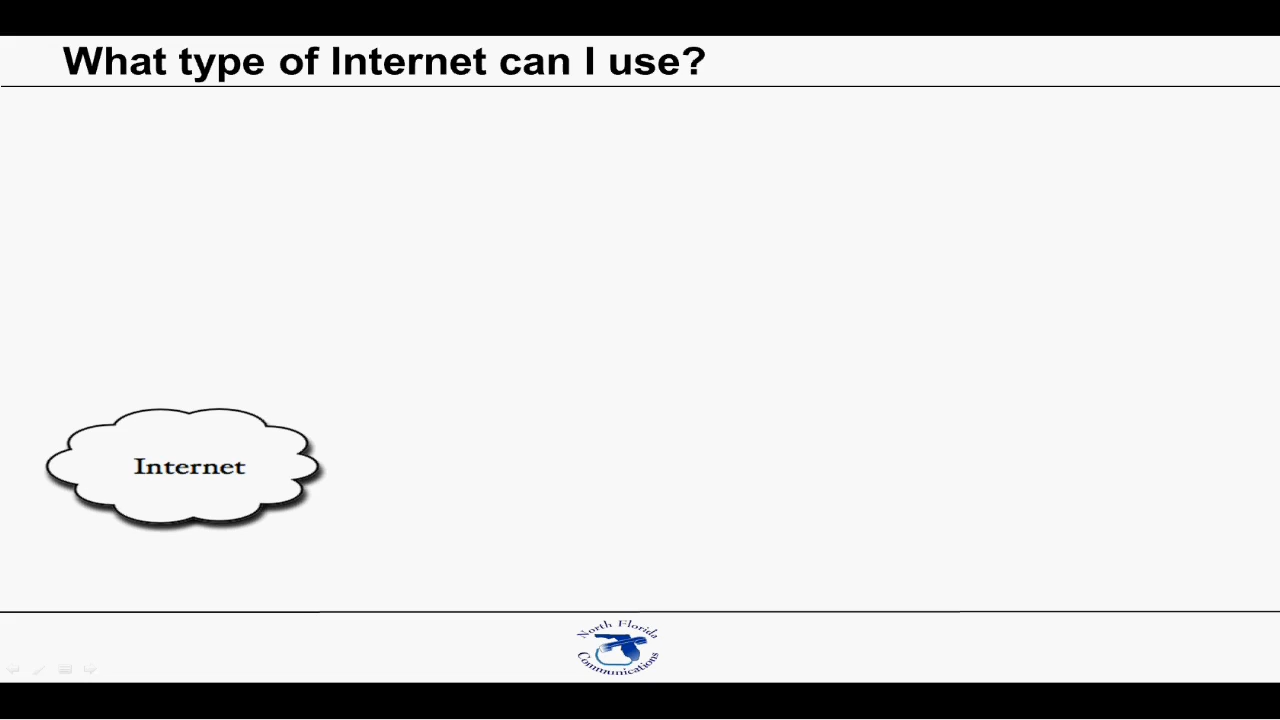 What type of Internet can I use?
Internet
North Florida
Communications